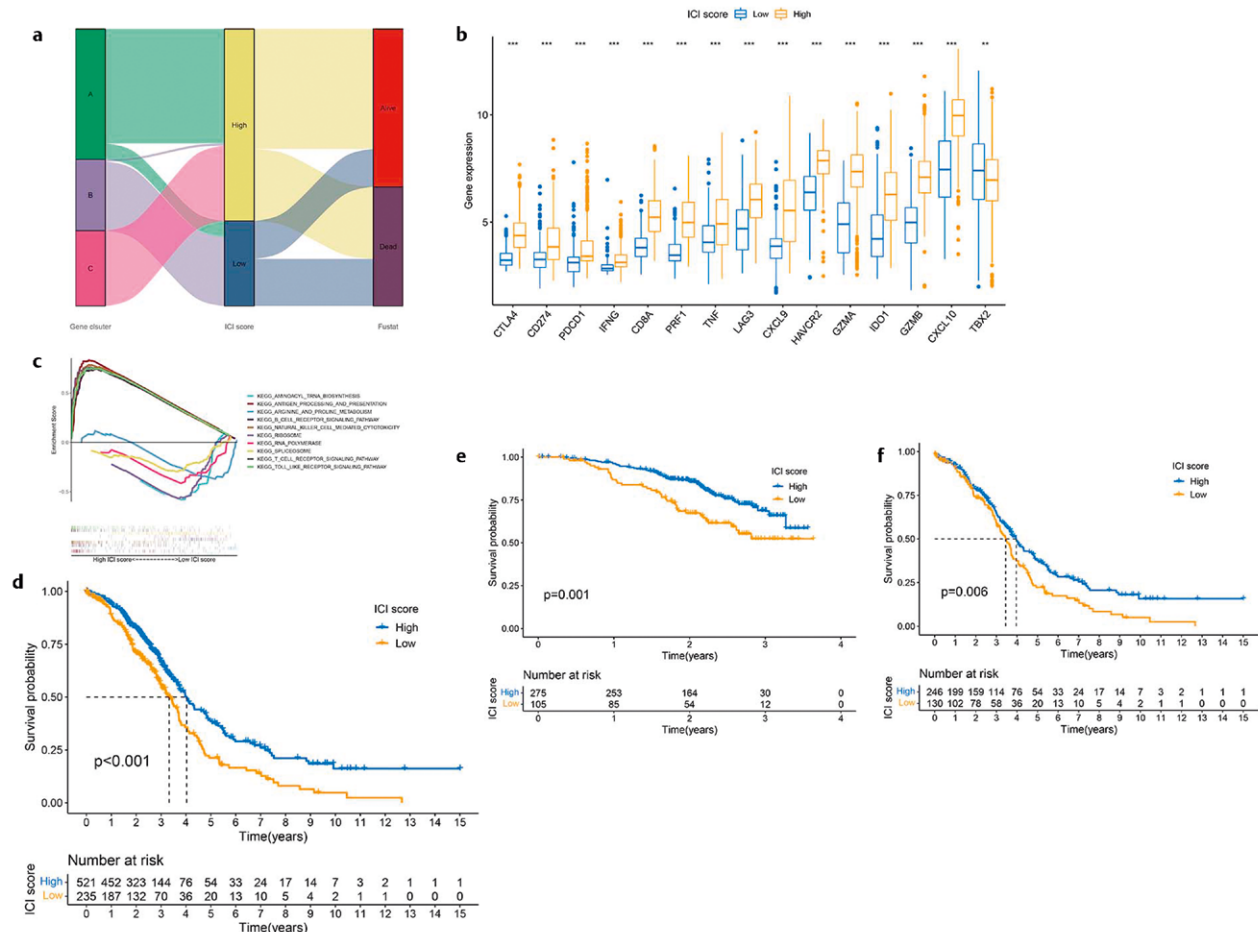 a
A
B
C
High
Low
Alive
Dead
Gene clsuter
ICI score
Fustat
b
ICI score Low High
*** *** *** *** *** *** *** *** *** *** *** *** *** *** **
Gene expression
10
5
CTLA4 CD274 PDCD1 IFNG CD8A PRF1 TNF LAG3 CXCL9 HAVCR2 GZMA IDO1 GZMB CXCL10 TBX2
c
Enrichment Score
0.5
0.0
-0.5
KEGG_AMINOACYL_TRNA_BIOSYNTHESIS
KEGG_ANTIGEN_PROCESSING_AND_PRESENTATION
KEGG_ARGININE_AND_PROLINE_METABOLISM
KEGG_B_CELL_RECEPTOR_SIGNALING_PATHWAY
KEGG_NATURAL_KILLER_CELL_MEDIATED_CYTOTOXICITY
KEGG_RIBOSOME
KEGG_RNA_POLYMERASE
KEGG_SPLICEOSOME
KEGG_T_CELL_RECEPTOR_SIGNALING_PATHWAY
KEGG_TOLL_LIKE_RECEPTOR_SIGNALING_PATHWAY
High ICI score<---------->Low ICI score
d
ICI score
High
Low
Survival probability
1.00
0.75
0.50
0.25
0.00
p<0.001
0 1 2 3 4 5 6 7 8 9 10 11 12 13 14 15
Time(years)
Number at risk
ICI score
High 521 452 323 144 76 54 33 24 17 14 7 3 2 1 1 1
Low 235 187 132 70 36 20 13 10 5 4 2 1 1 0 0 0
0 1 2 3 4 5 6 7 8 9 10 11 12 13 14 15
Time(years)
e
ICI score
High
Low
Survival probability
1.00
0.75
0.50
0.25
0.00
p=0.001
0 1 2 3 4
Time(years)
Number at risk
ICI score
High 275 253 164 30 0
Low 105 85 54 12 0
0 1 2 3 4
Time(years)
f
ICI score
High
Low
Survival probability
1.00
0.75
0.50
0.25
0.00
p=0.006
0 1 2 3 4 5 6 7 8 9 10 11 12 13 14 15
Time(years)
Number at risk
ICI score
High 246 199 159 114 76 54 33 24 17 14 7 3 2 1 1 1
Low 130 102 78 58 36 20 13 10 5 4 2 1 1 0 0 0
0 1 2 3 4 5 6 7 8 9 10 11 12 13 14 15
Time(years)